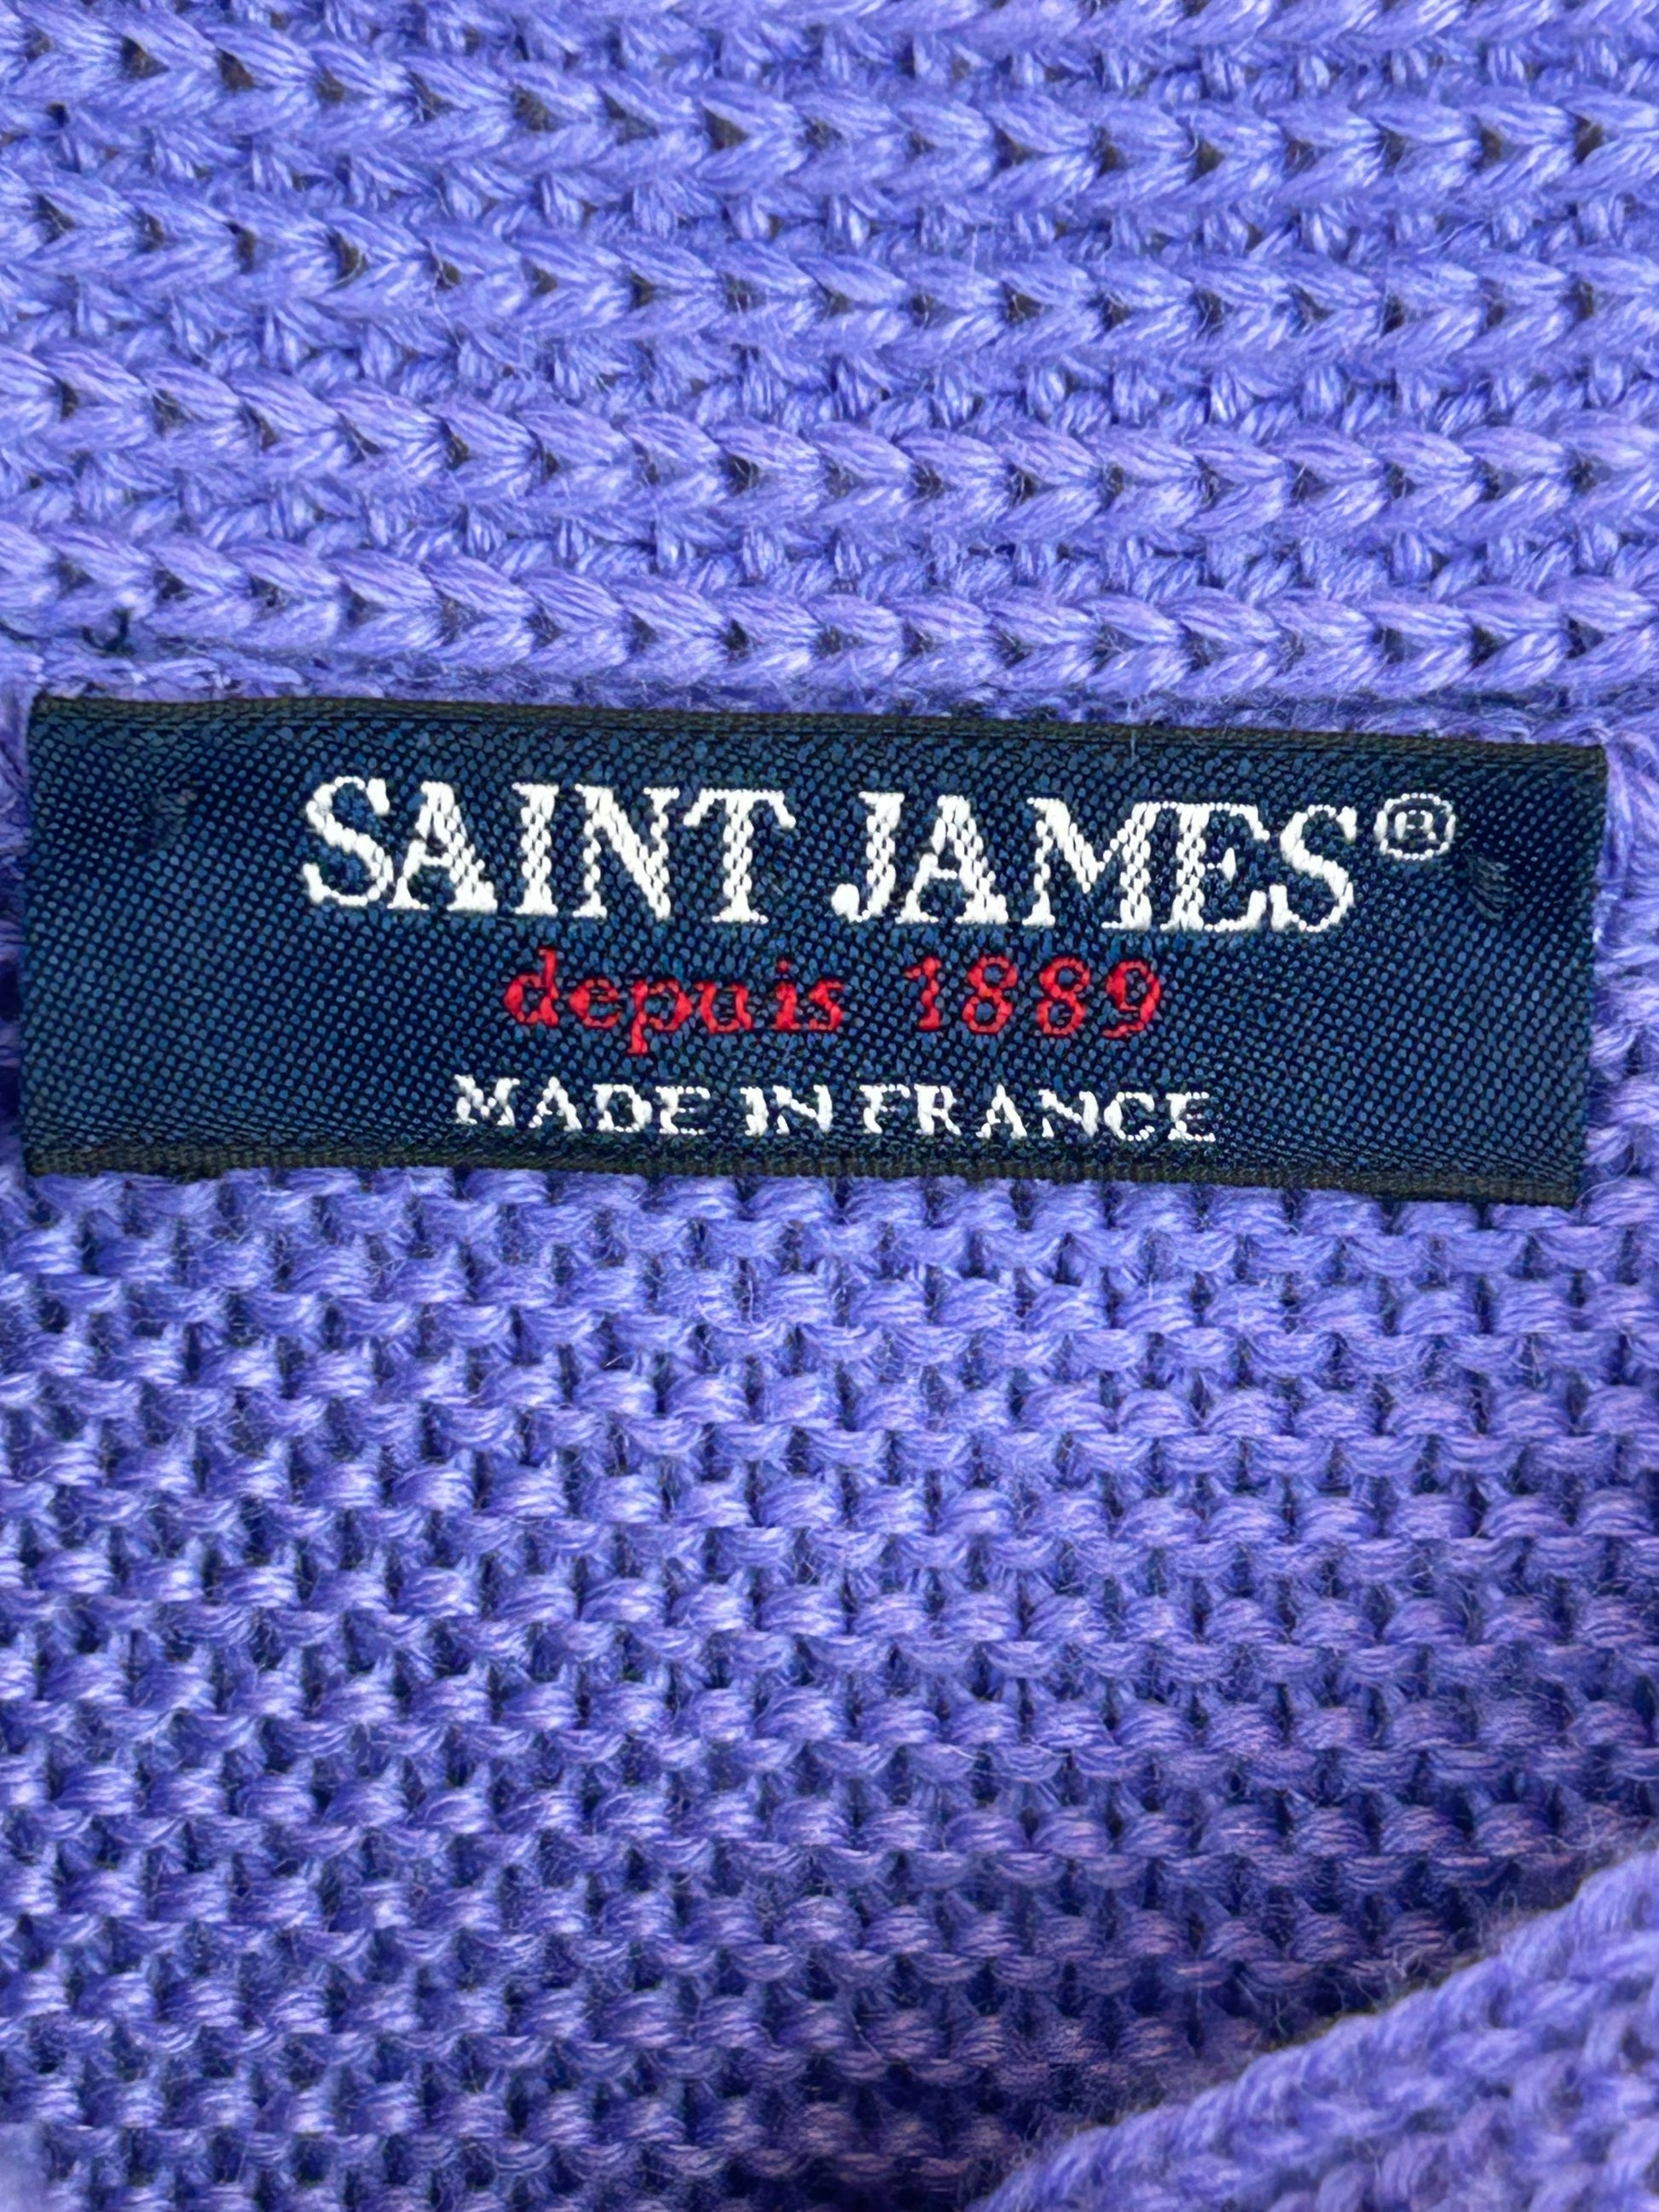 SAINT JAMES®
depuis 1889
MADE IN FRANCE